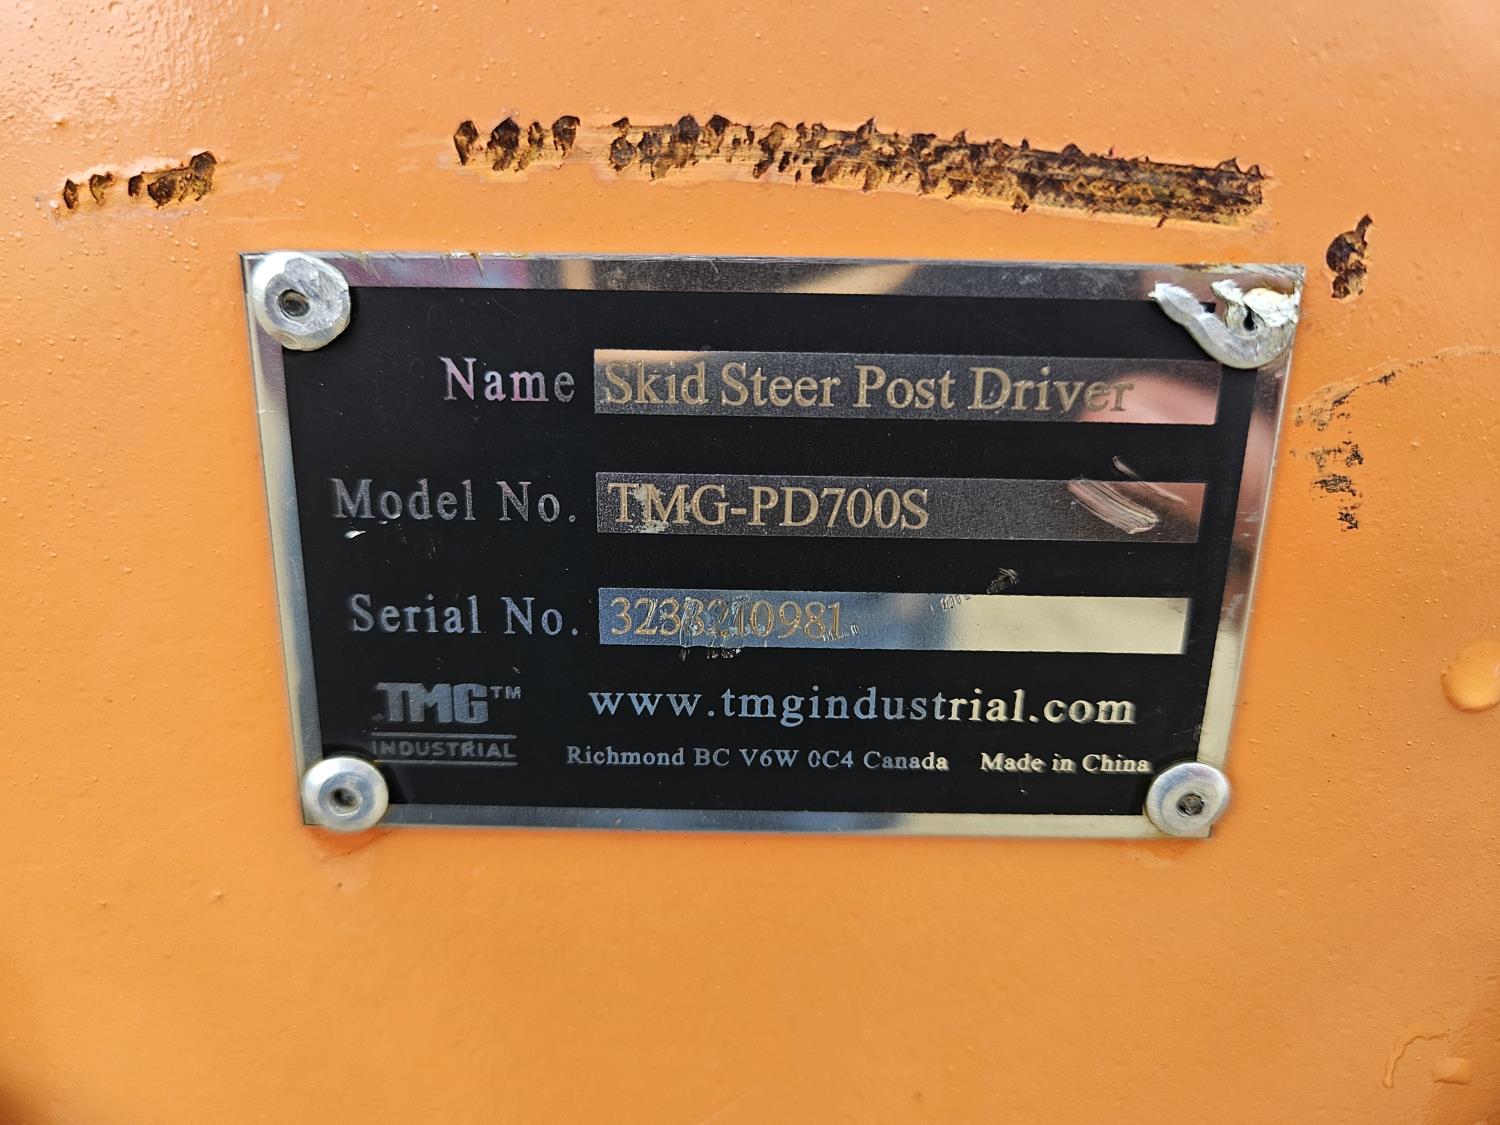 Name Skid Steer Post Driver
Model No. TMG-PD700S
Serial No. 3238210981
TMG™ www.tmgindustrial.com
INDUSTRIAL Richmond BC V6W 0C4 Canada Made in China